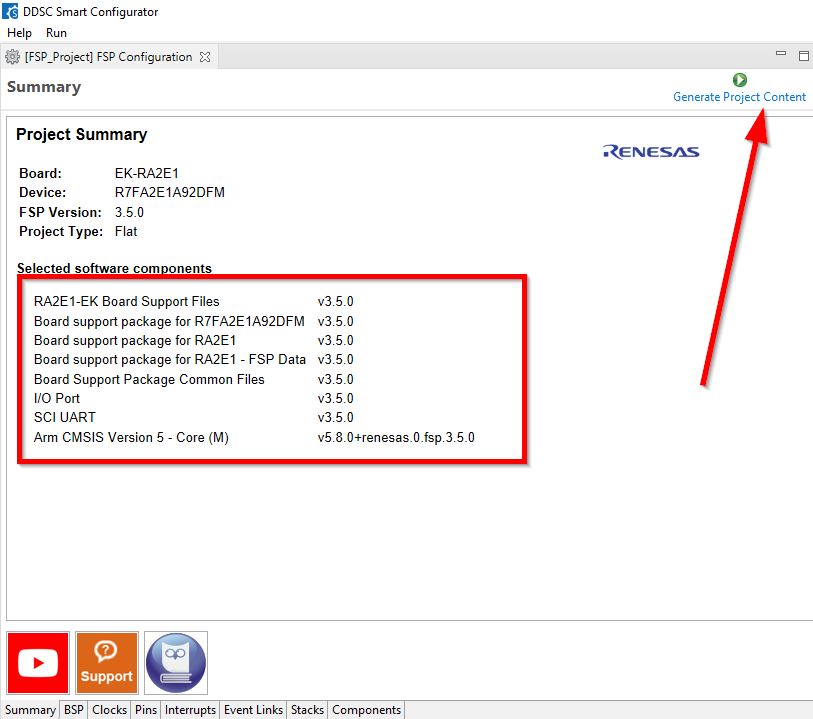 DDSC Smart Configurator
Help Run
[FSP_Project] FSP Configuration
Summary
Generate Project Content
Project Summary
RENESAS
Board: EK-RA2E1
Device: R7FA2E1A92DFM
FSP Version: 3.5.0
Project Type: Flat
Selected software components
RA2E1-EK Board Support Files v3.5.0
Board support package for R7FA2E1A92DFM v3.5.0
Board support package for RA2E1 v3.5.0
Board support package for RA2E1 - FSP Data v3.5.0
Board Support Package Common Files v3.5.0
I/O Port v3.5.0
SCI UART v3.5.0
Arm CMSIS Version 5 - Core (M) v5.8.0+renesas.0.fsp.3.5.0
Support
Summary BSP Clocks Pins Interrupts Event Links Stacks Components